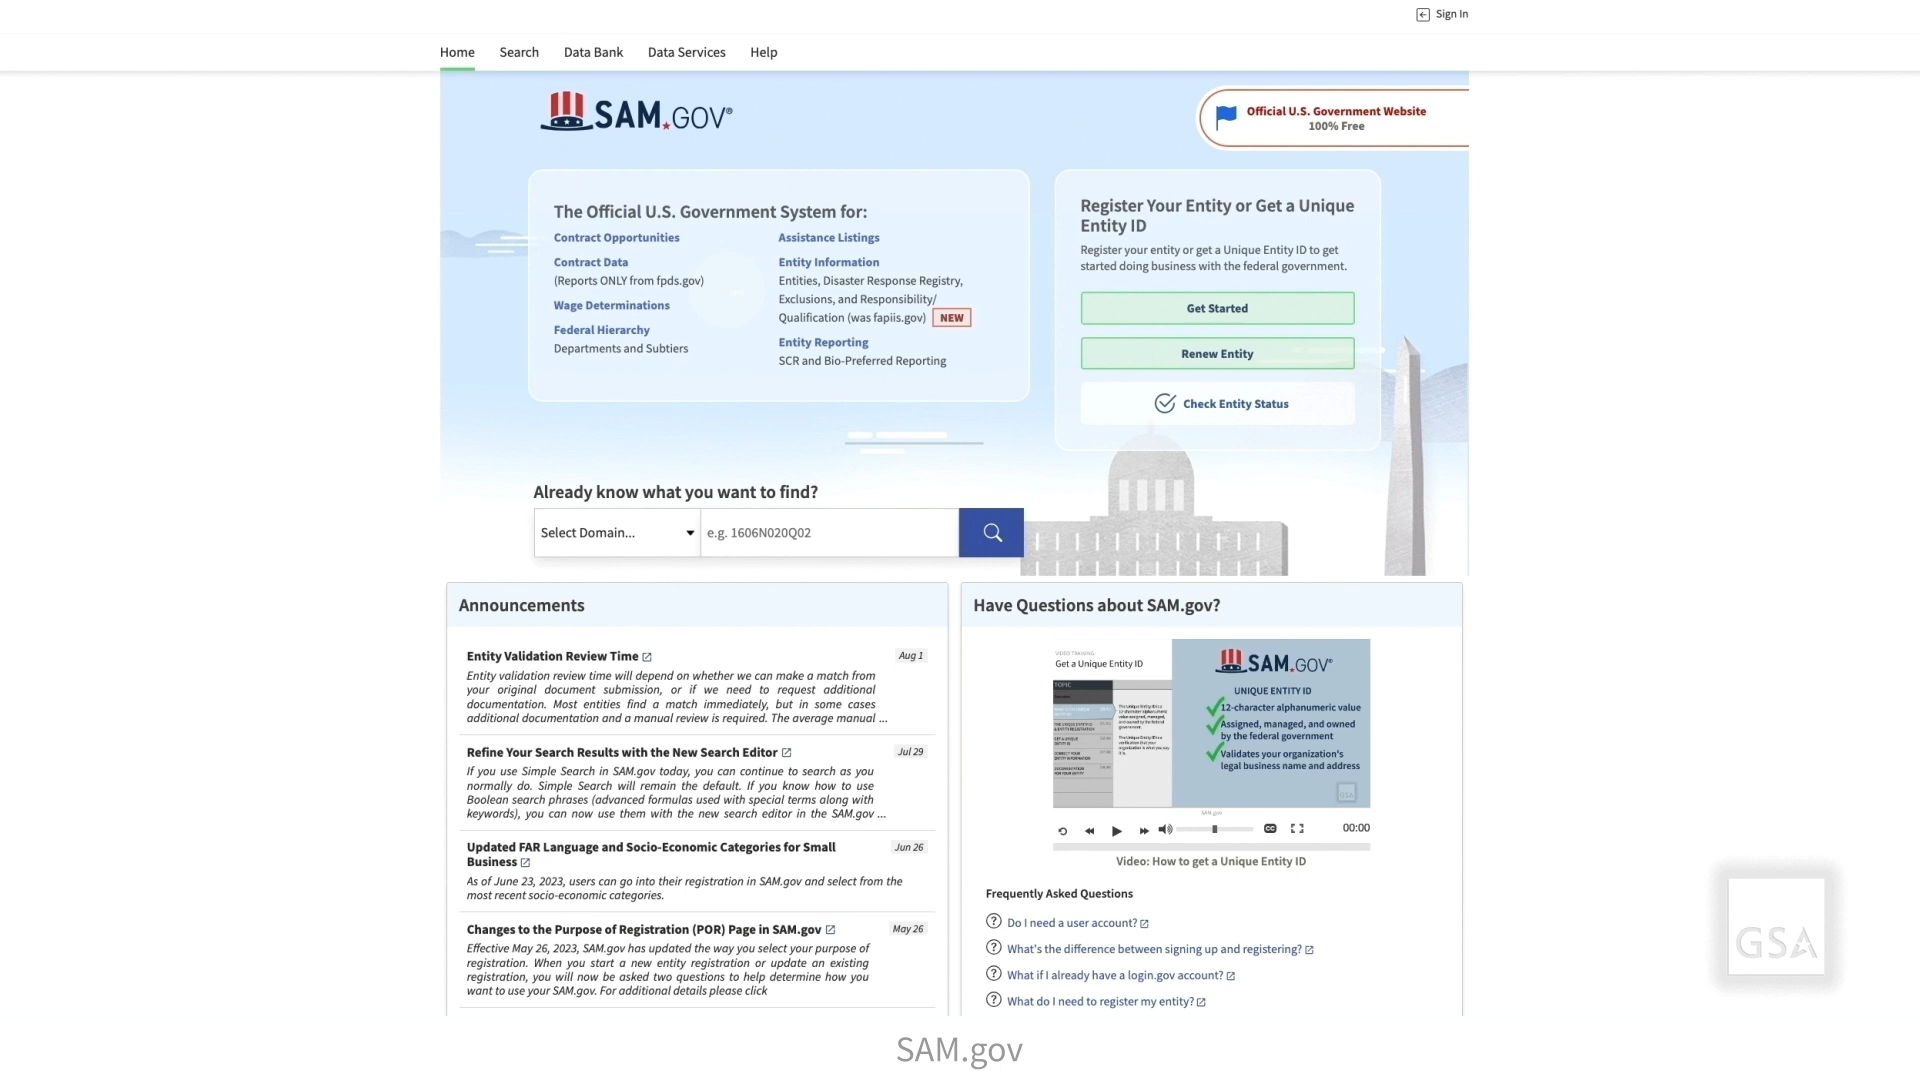 Sign In
Home Search Data Bank Data Services Help
SAM.GOV®
Official U.S. Government Website
100% Free
The Official U.S. Government System for:
Contract Opportunities
Contract Data
(Reports ONLY from fpds.gov)
Wage Determinations
Federal Hierarchy
Departments and Subtiers
Assistance Listings
Entity Information
Entities, Disaster Response Registry,
Exclusions, and Responsibility/
Qualification (was fapiis.gov) NEW
Entity Reporting
SCR and Bio-Preferred Reporting
Register Your Entity or Get a Unique
Entity ID
Register your entity or get a Unique Entity ID to get
started doing business with the federal government.
Get Started
Renew Entity
Check Entity Status
Already know what you want to find?
Select Domain... e.g. 1606N020Q02
Announcements
Entity Validation Review Time Aug 1
Entity validation review time will depend on whether we can make a match from
your original document submission, or if we need to request additional
documentation. Most entities find a match immediately, but in some cases
additional documentation and a manual review is required. The average manual ...
Refine Your Search Results with the New Search Editor Jul 29
If you use Simple Search in SAM.gov today, you can continue to search as you
normally do. Simple Search will remain the default. If you know how to use
Boolean search phrases (advanced formulas used with special terms along with
keywords), you can now use them with the new search editor in the SAM.gov ...
Updated FAR Language and Socio-Economic Categories for Small Jun 26
Business
As of June 23, 2023, users can go into their registration in SAM.gov and select from the
most recent socio-economic categories.
Changes to the Purpose of Registration (POR) Page in SAM.gov May 26
Effective May 26, 2023, SAM.gov has updated the way you select your purpose of
registration. When you start a new entity registration or update an existing
registration, you will now be asked two questions to help determine how you
want to use your SAM.gov. For additional details please click
Have Questions about SAM.gov?
VIDEO TRAINING:
Get a Unique Entity ID
TOPIC
SAM.GOV®
UNIQUE ENTITY ID
12-character alphanumeric value
Assigned, managed, and owned
by the federal government
Validates your organization's
legal business name and address
GSA
SAM.gov
CC 00:00
Video: How to get a Unique Entity ID
Frequently Asked Questions
Do I need a user account?
What's the difference between signing up and registering?
What if I already have a login.gov account?
What do I need to register my entity?
GSA
SAM.gov